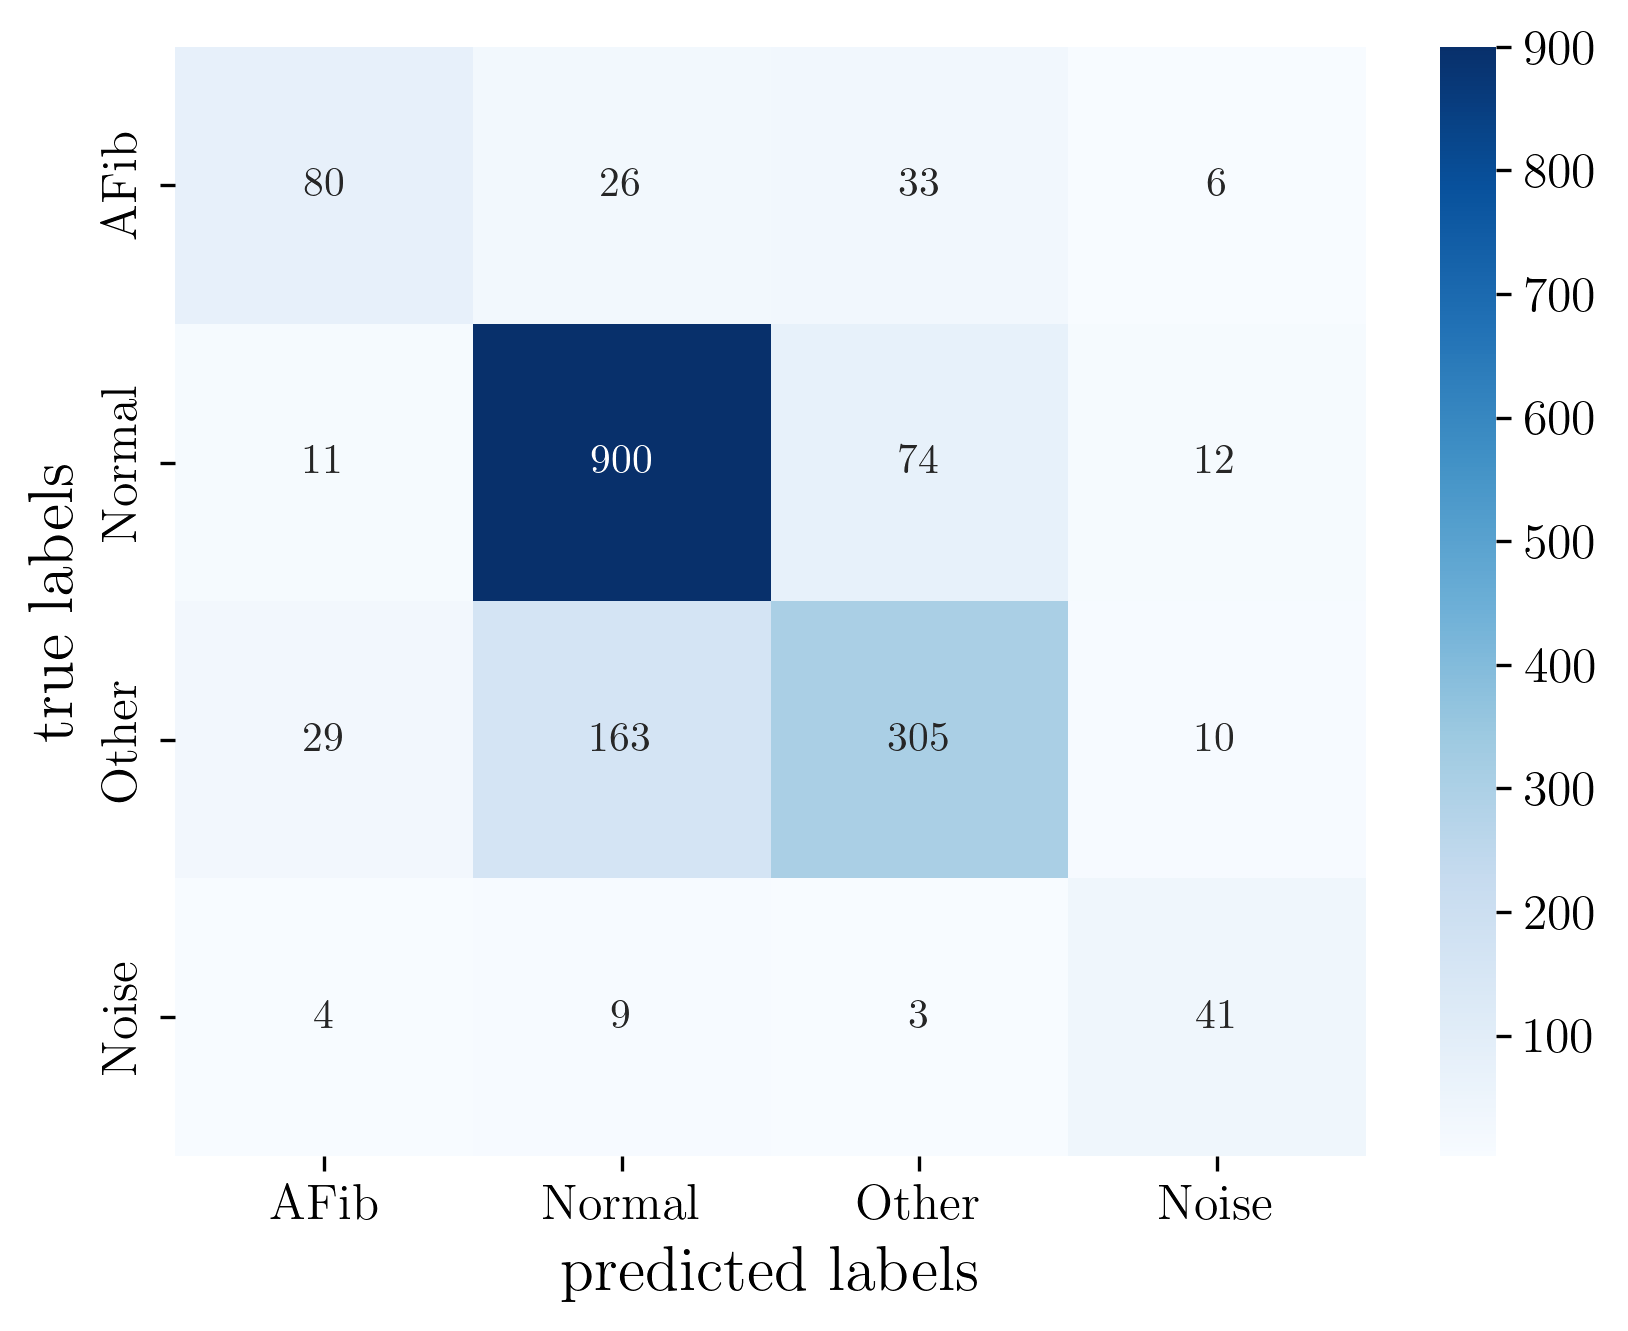 AFib 80 26 33 6
Normal 11 900 74 12
Other 29 163 305 10
Noise 4 9 3 41
true labels
AFib Normal Other Noise
predicted labels
900
800
700
600
500
400
300
200
100